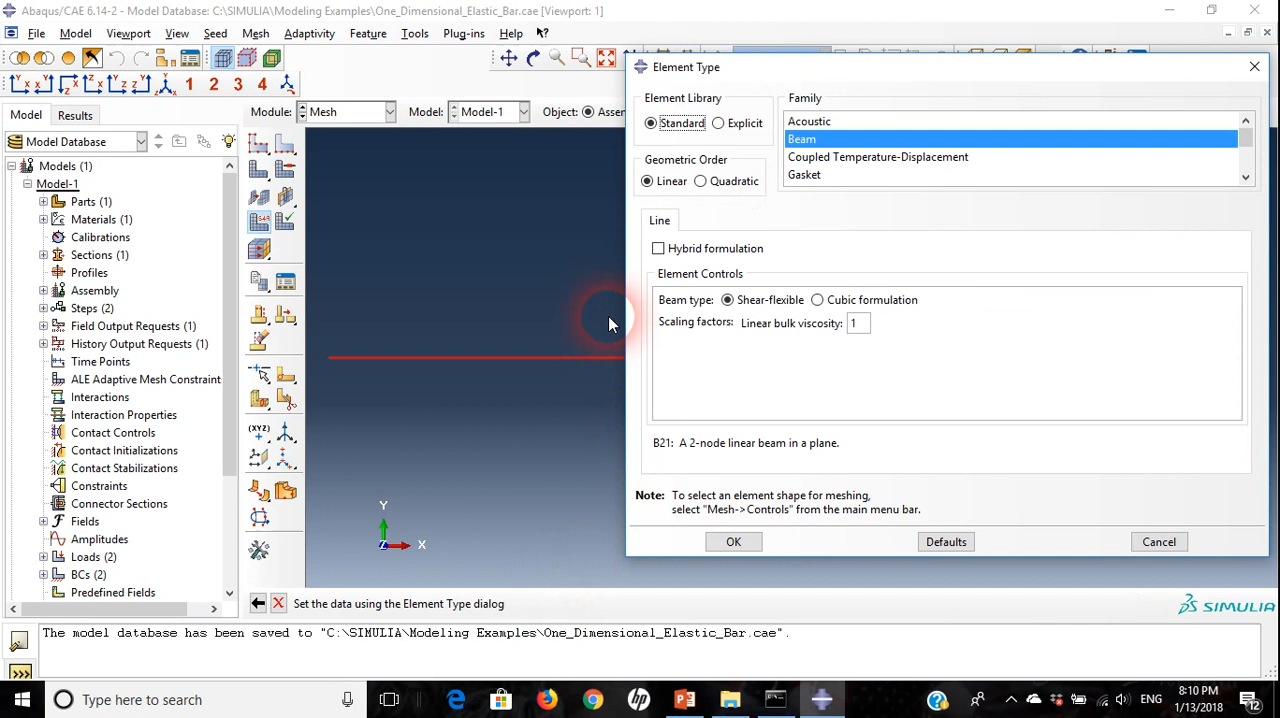 Abaqus/CAE 6.14-2 - Model Database: C:\SIMULIA\Modeling Examples\One_Dimensional_Elastic_Bar.cae [Viewport: 1]
File Model Viewport View Seed Mesh Adaptivity Feature Tools Plug-ins Help
1 2 3 4
Model Results
Module: Mesh Model: Model-1 Object: Assem
Model Database
Models (1)
Model-1
Parts (1)
Materials (1)
Calibrations
Sections (1)
Profiles
Assembly
Steps (2)
Field Output Requests (1)
History Output Requests (1)
Time Points
ALE Adaptive Mesh Constraint
Interactions
Interaction Properties
Contact Controls
Contact Initializations
Contact Stabilizations
Constraints
Connector Sections
Fields
Amplitudes
Loads (2)
BCs (2)
Predefined Fields
Y
Z
X
Element Type
Element Library
Standard Explicit
Geometric Order
Linear Quadratic
Family
Acoustic
Beam
Coupled Temperature-Displacement
Gasket
Line
Hybrid formulation
Element Controls
Beam type: Shear-flexible Cubic formulation
Scaling factors: Linear bulk viscosity: 1
B21: A 2-node linear beam in a plane.
Note: To select an element shape for meshing,
select "Mesh->Controls" from the main menu bar.
OK Defaults Cancel
Set the data using the Element Type dialog
SIMULIA
The model database has been saved to "C:\SIMULIA\Modeling Examples\One_Dimensional_Elastic_Bar.cae".
>>>
Type here to search
ENG
8:10 PM
1/13/2018
12